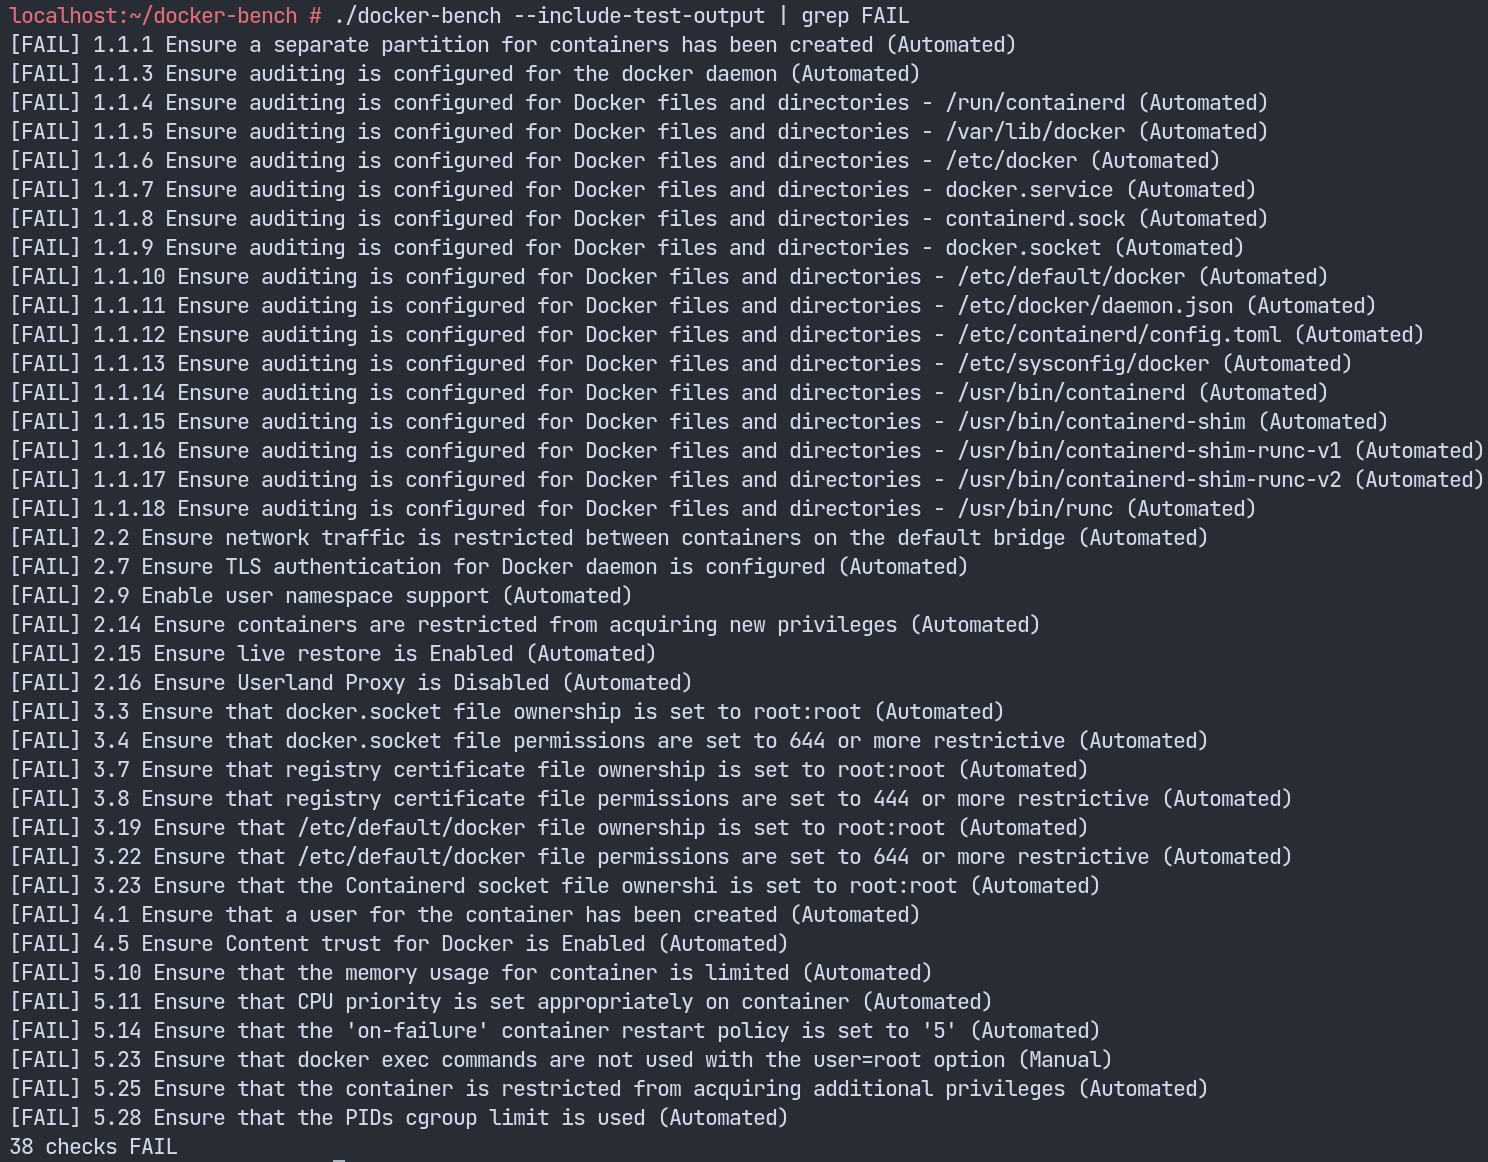 localhost:~/docker-bench # ./docker-bench --include-test-output | grep FAIL
[FAIL] 1.1.1 Ensure a separate partition for containers has been created (Automated)
[FAIL] 1.1.3 Ensure auditing is configured for the docker daemon (Automated)
[FAIL] 1.1.4 Ensure auditing is configured for Docker files and directories - /run/containerd (Automated)
[FAIL] 1.1.5 Ensure auditing is configured for Docker files and directories - /var/lib/docker (Automated)
[FAIL] 1.1.6 Ensure auditing is configured for Docker files and directories - /etc/docker (Automated)
[FAIL] 1.1.7 Ensure auditing is configured for Docker files and directories - docker.service (Automated)
[FAIL] 1.1.8 Ensure auditing is configured for Docker files and directories - containerd.sock (Automated)
[FAIL] 1.1.9 Ensure auditing is configured for Docker files and directories - docker.socket (Automated)
[FAIL] 1.1.10 Ensure auditing is configured for Docker files and directories - /etc/default/docker (Automated)
[FAIL] 1.1.11 Ensure auditing is configured for Docker files and directories - /etc/docker/daemon.json (Automated)
[FAIL] 1.1.12 Ensure auditing is configured for Docker files and directories - /etc/containerd/config.toml (Automated)
[FAIL] 1.1.13 Ensure auditing is configured for Docker files and directories - /etc/sysconfig/docker (Automated)
[FAIL] 1.1.14 Ensure auditing is configured for Docker files and directories - /usr/bin/containerd (Automated)
[FAIL] 1.1.15 Ensure auditing is configured for Docker files and directories - /usr/bin/containerd-shim (Automated)
[FAIL] 1.1.16 Ensure auditing is configured for Docker files and directories - /usr/bin/containerd-shim-runc-v1 (Automated)
[FAIL] 1.1.17 Ensure auditing is configured for Docker files and directories - /usr/bin/containerd-shim-runc-v2 (Automated)
[FAIL] 1.1.18 Ensure auditing is configured for Docker files and directories - /usr/bin/runc (Automated)
[FAIL] 2.2 Ensure network traffic is restricted between containers on the default bridge (Automated)
[FAIL] 2.7 Ensure TLS authentication for Docker daemon is configured (Automated)
[FAIL] 2.9 Enable user namespace support (Automated)
[FAIL] 2.14 Ensure containers are restricted from acquiring new privileges (Automated)
[FAIL] 2.15 Ensure live restore is Enabled (Automated)
[FAIL] 2.16 Ensure Userland Proxy is Disabled (Automated)
[FAIL] 3.3 Ensure that docker.socket file ownership is set to root:root (Automated)
[FAIL] 3.4 Ensure that docker.socket file permissions are set to 644 or more restrictive (Automated)
[FAIL] 3.7 Ensure that registry certificate file ownership is set to root:root (Automated)
[FAIL] 3.8 Ensure that registry certificate file permissions are set to 444 or more restrictive (Automated)
[FAIL] 3.19 Ensure that /etc/default/docker file ownership is set to root:root (Automated)
[FAIL] 3.22 Ensure that /etc/default/docker file permissions are set to 644 or more restrictive (Automated)
[FAIL] 3.23 Ensure that the Containerd socket file ownershi is set to root:root (Automated)
[FAIL] 4.1 Ensure that a user for the container has been created (Automated)
[FAIL] 4.5 Ensure Content trust for Docker is Enabled (Automated)
[FAIL] 5.10 Ensure that the memory usage for container is limited (Automated)
[FAIL] 5.11 Ensure that CPU priority is set appropriately on container (Automated)
[FAIL] 5.14 Ensure that the 'on-failure' container restart policy is set to '5' (Automated)
[FAIL] 5.23 Ensure that docker exec commands are not used with the user=root option (Manual)
[FAIL] 5.25 Ensure that the container is restricted from acquiring additional privileges (Automated)
[FAIL] 5.28 Ensure that the PIDs cgroup limit is used (Automated)
38 checks FAIL